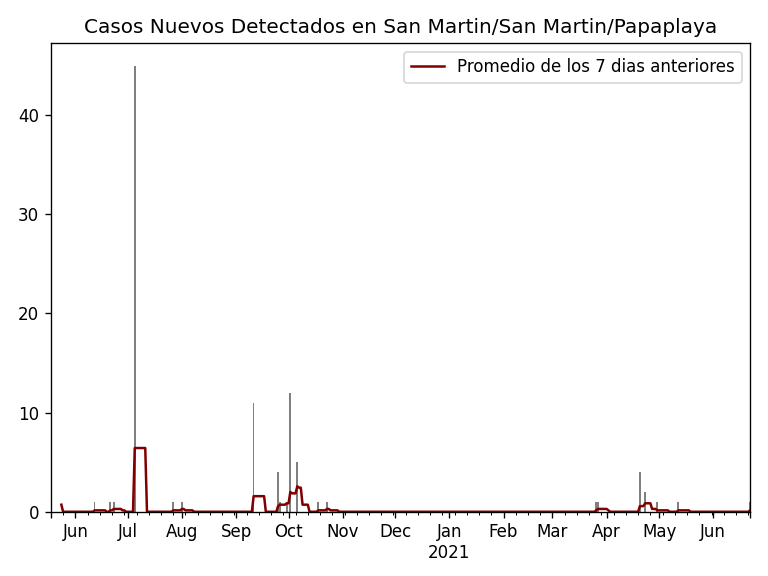 Casos Nuevos Detectados en San Martin/San Martin/Papaplaya
Promedio de los 7 dias anteriores
40
30
20
10
0
Jun Jul Aug Sep Oct Nov Dec Jan Feb Mar Apr May Jun
2021